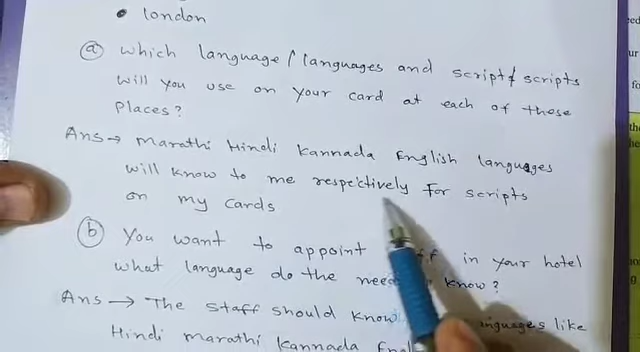 • london
(a) Which language / languages and script / scripts
will you use on your card at each of these
places?
Ans → Marathi Hindi Kannada English languages
will know to me respectively for scripts
on my cards
(b) You want to appoint in your hotel
what language do the know?
Ans → The staff should know like
Hindi marathi Kannada